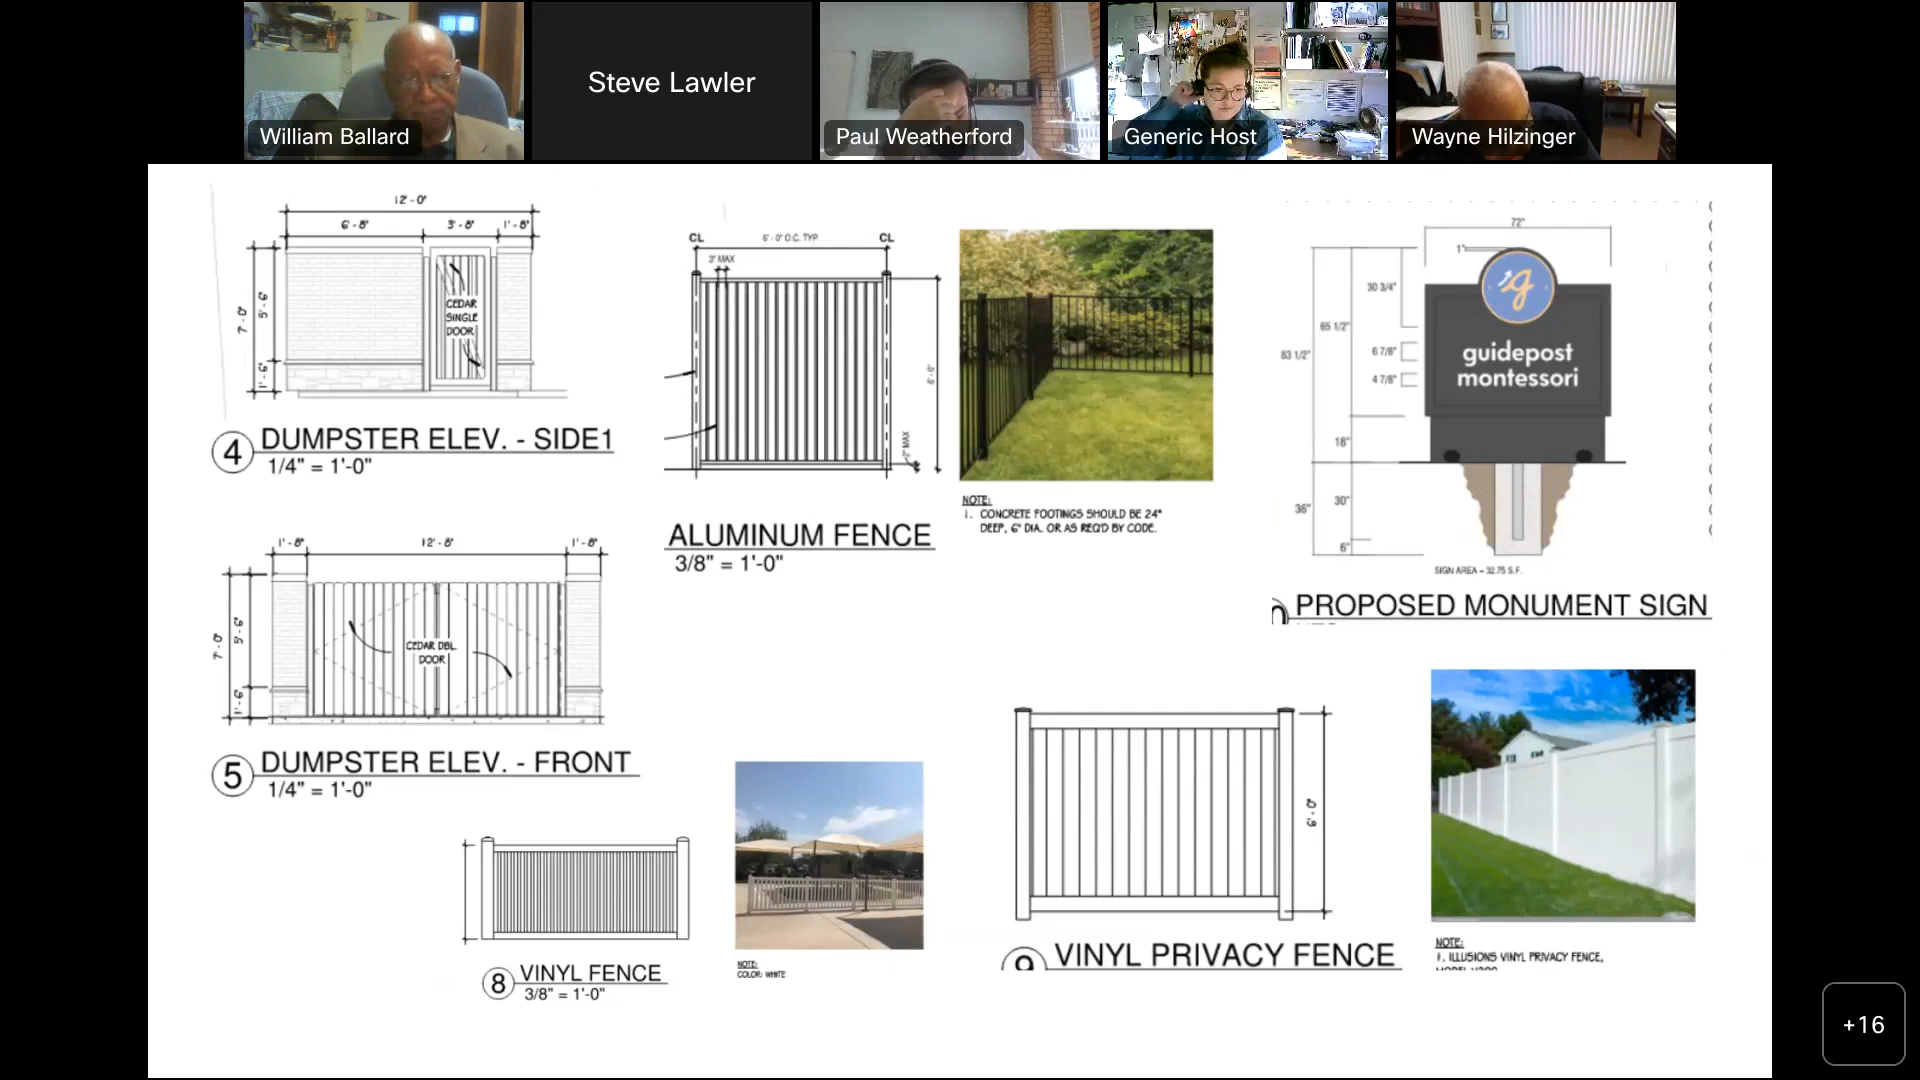 William Ballard
Steve Lawler
Paul Weatherford
Generic Host
Wayne Hilzinger
12' - 0"
6' - 8"
3' - 8"
1' - 8"
7' - 0"
5' - 6"
1' - 6"
CEDAR
SINGLE
DOOR
4
DUMPSTER ELEV. - SIDE1
1/4" = 1'-0"
CL
6' - 0" O.C. TYP.
CL
3" MAX
6' - 0"
2" MAX
ALUMINUM FENCE
3/8" = 1'-0"
NOTE:
1. CONCRETE FOOTINGS SHOULD BE 24"
DEEP, 6" DIA. OR AS REQ'D BY CODE.
72"
1"
30 3/4"
65 1/2"
83 1/2"
6 7/8"
4 7/8"
18"
36"
30"
6"
g
guidepost
montessori
SIGN AREA = 32.75 S.F.
PROPOSED MONUMENT SIGN
1' - 8"
12' - 8"
1' - 8"
7' - 0"
5' - 6"
1' - 6"
CEDAR DBL.
DOOR
5
DUMPSTER ELEV. - FRONT
1/4" = 1'-0"
8
VINYL FENCE
3/8" = 1'-0"
NOTE:
COLOR: WHITE
6' - 0"
9
VINYL PRIVACY FENCE
NOTE:
1. ILLUSIONS VINYL PRIVACY FENCE,
+16